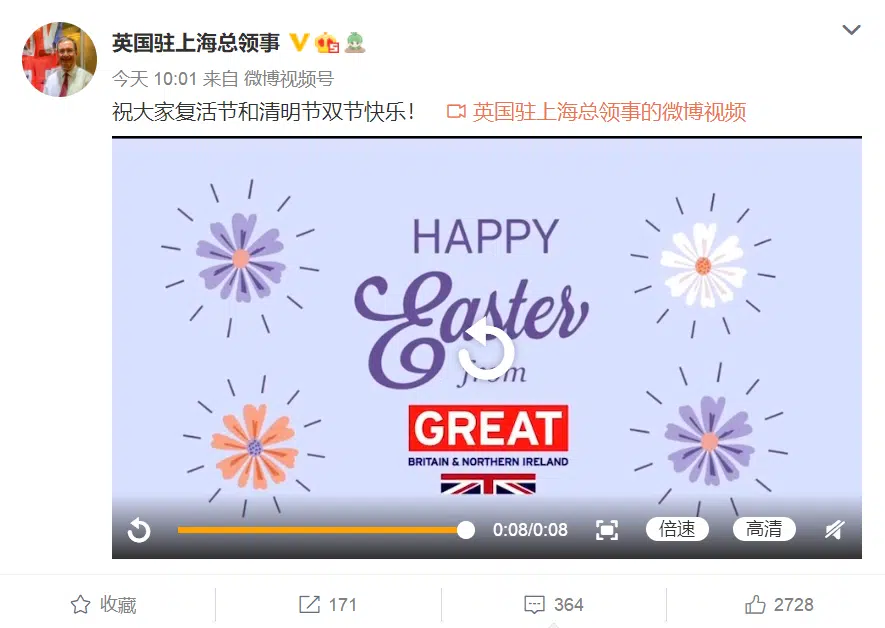 英国驻上海总领事
今天 10:01 来自 微博视频号
祝大家复活节和清明节双节快乐！ 英国驻上海总领事的微博视频
HAPPY
Easter
from
GREAT
BRITAIN & NORTHERN IRELAND
0:08/0:08 倍速 高清
收藏 171 364 2728